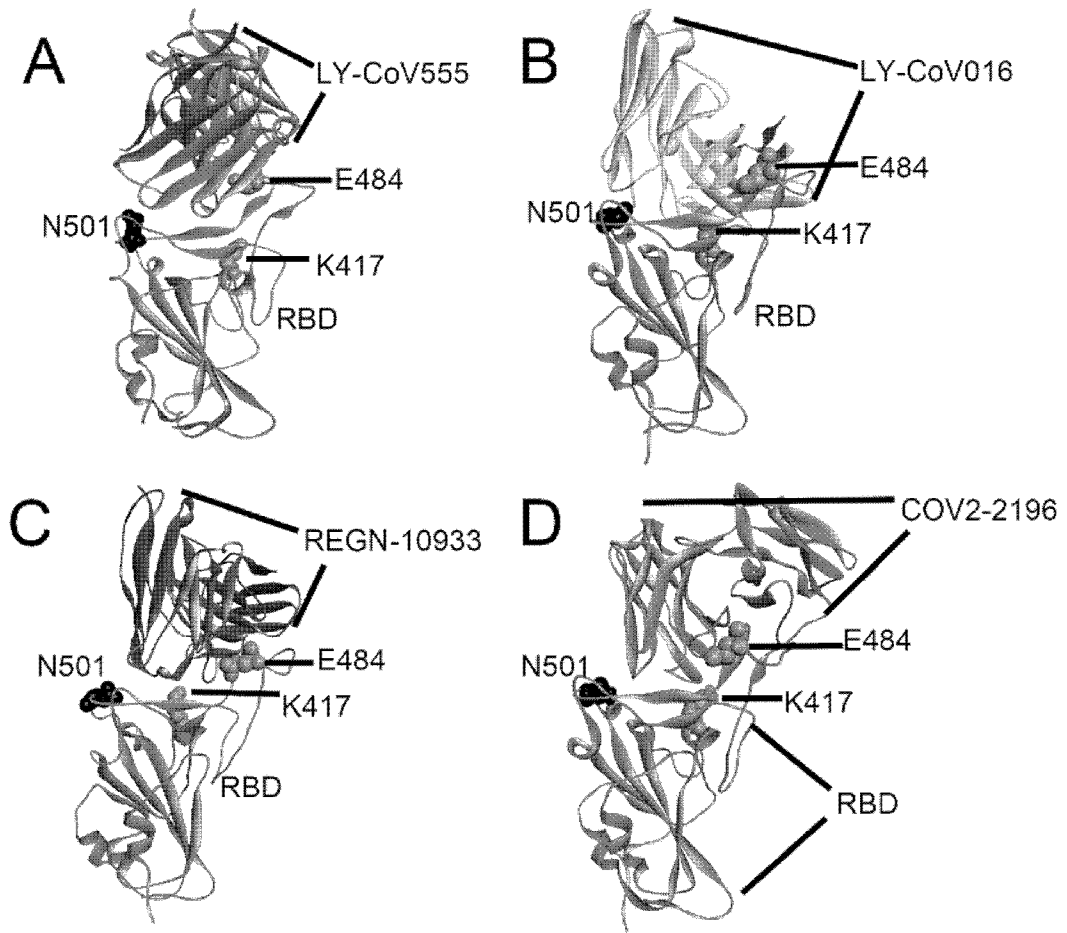 A
LY-CoV555
E484
N501
K417
RBD
B
LY-CoV016
E484
N501
K417
RBD
C
REGN-10933
E484
N501
K417
RBD
D
COV2-2196
E484
N501
K417
RBD